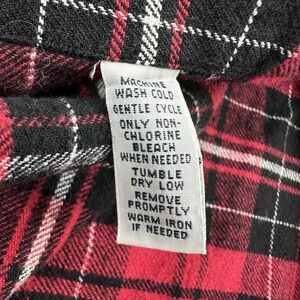 MACHINE
WASH COLD
GENTLE CYCLE
ONLY NON-
CHLORINE
BLEACH
WHEN NEEDED
TUMBLE
DRY LOW
REMOVE
PROMPTLY
WARM IRON
IF NEEDED